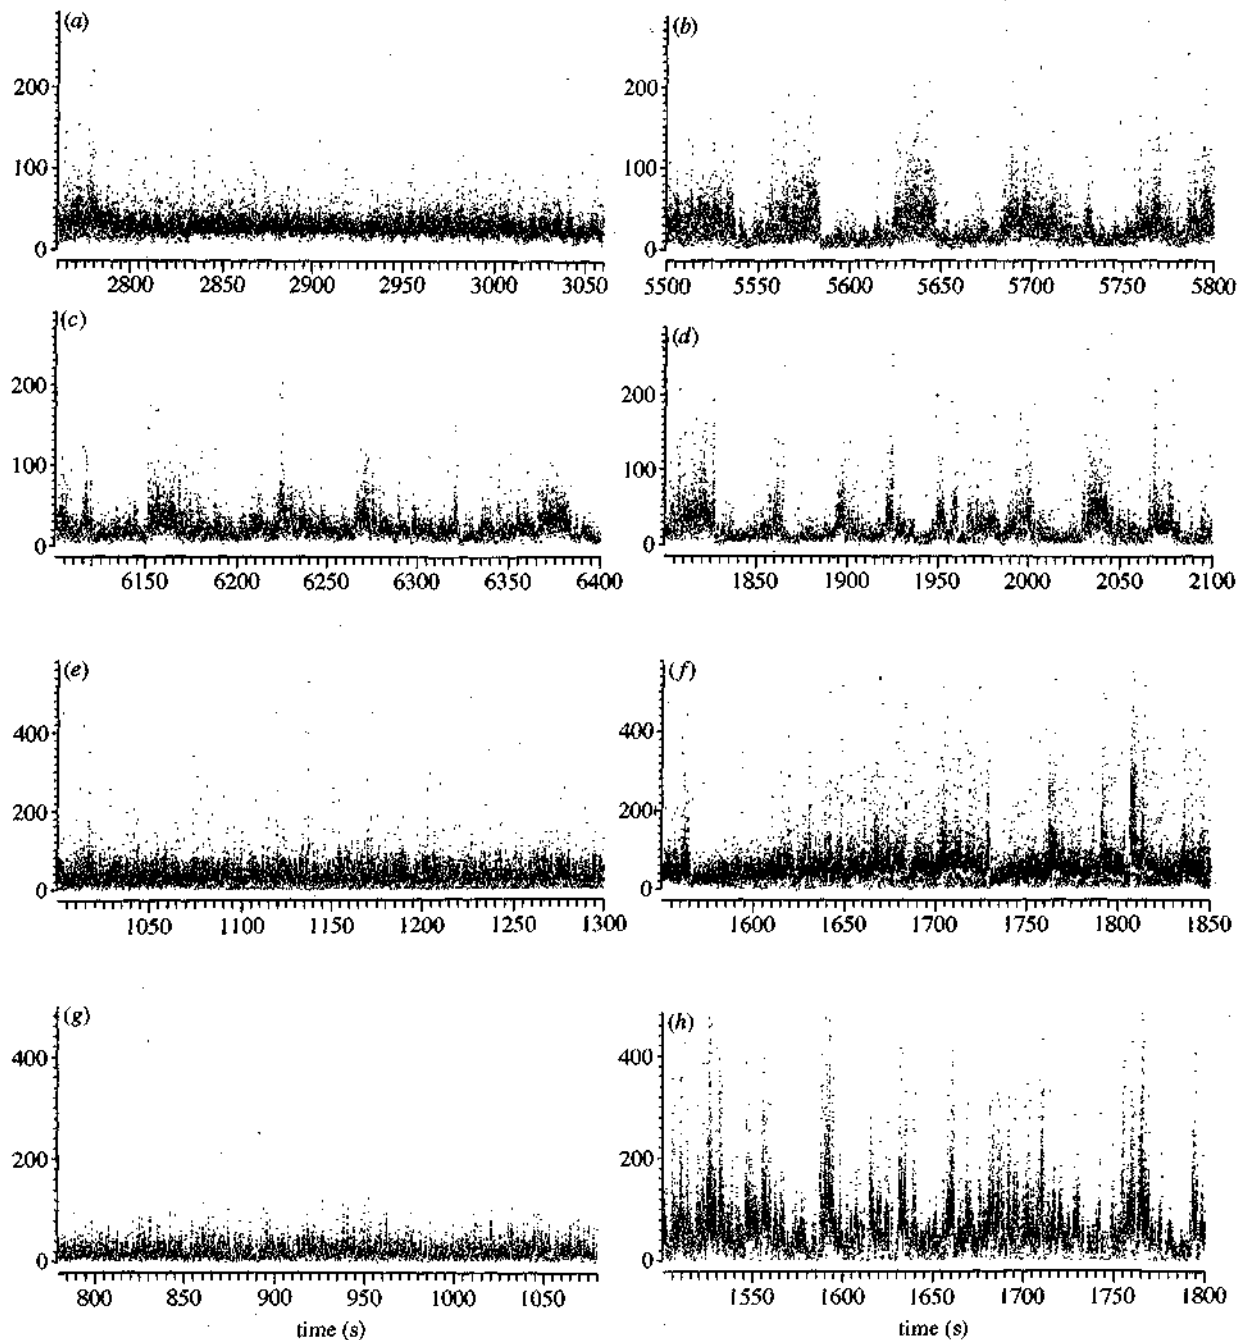 (a)
(b)
200
100
0
2800 2850 2900 2950 3000 3050
200
100
0
5500 5550 5600 5650 5700 5750 5800
(c)
(d)
200
100
0
6150 6200 6250 6300 6350 6400
200
100
0
1850 1900 1950 2000 2050 2100
(e)
(f)
400
200
0
1050 1100 1150 1200 1250 1300
400
200
0
1600 1650 1700 1750 1800 1850
(g)
(h)
400
200
0
800 850 900 950 1000 1050
time (s)
400
200
0
1550 1600 1650 1700 1750 1800
time (s)